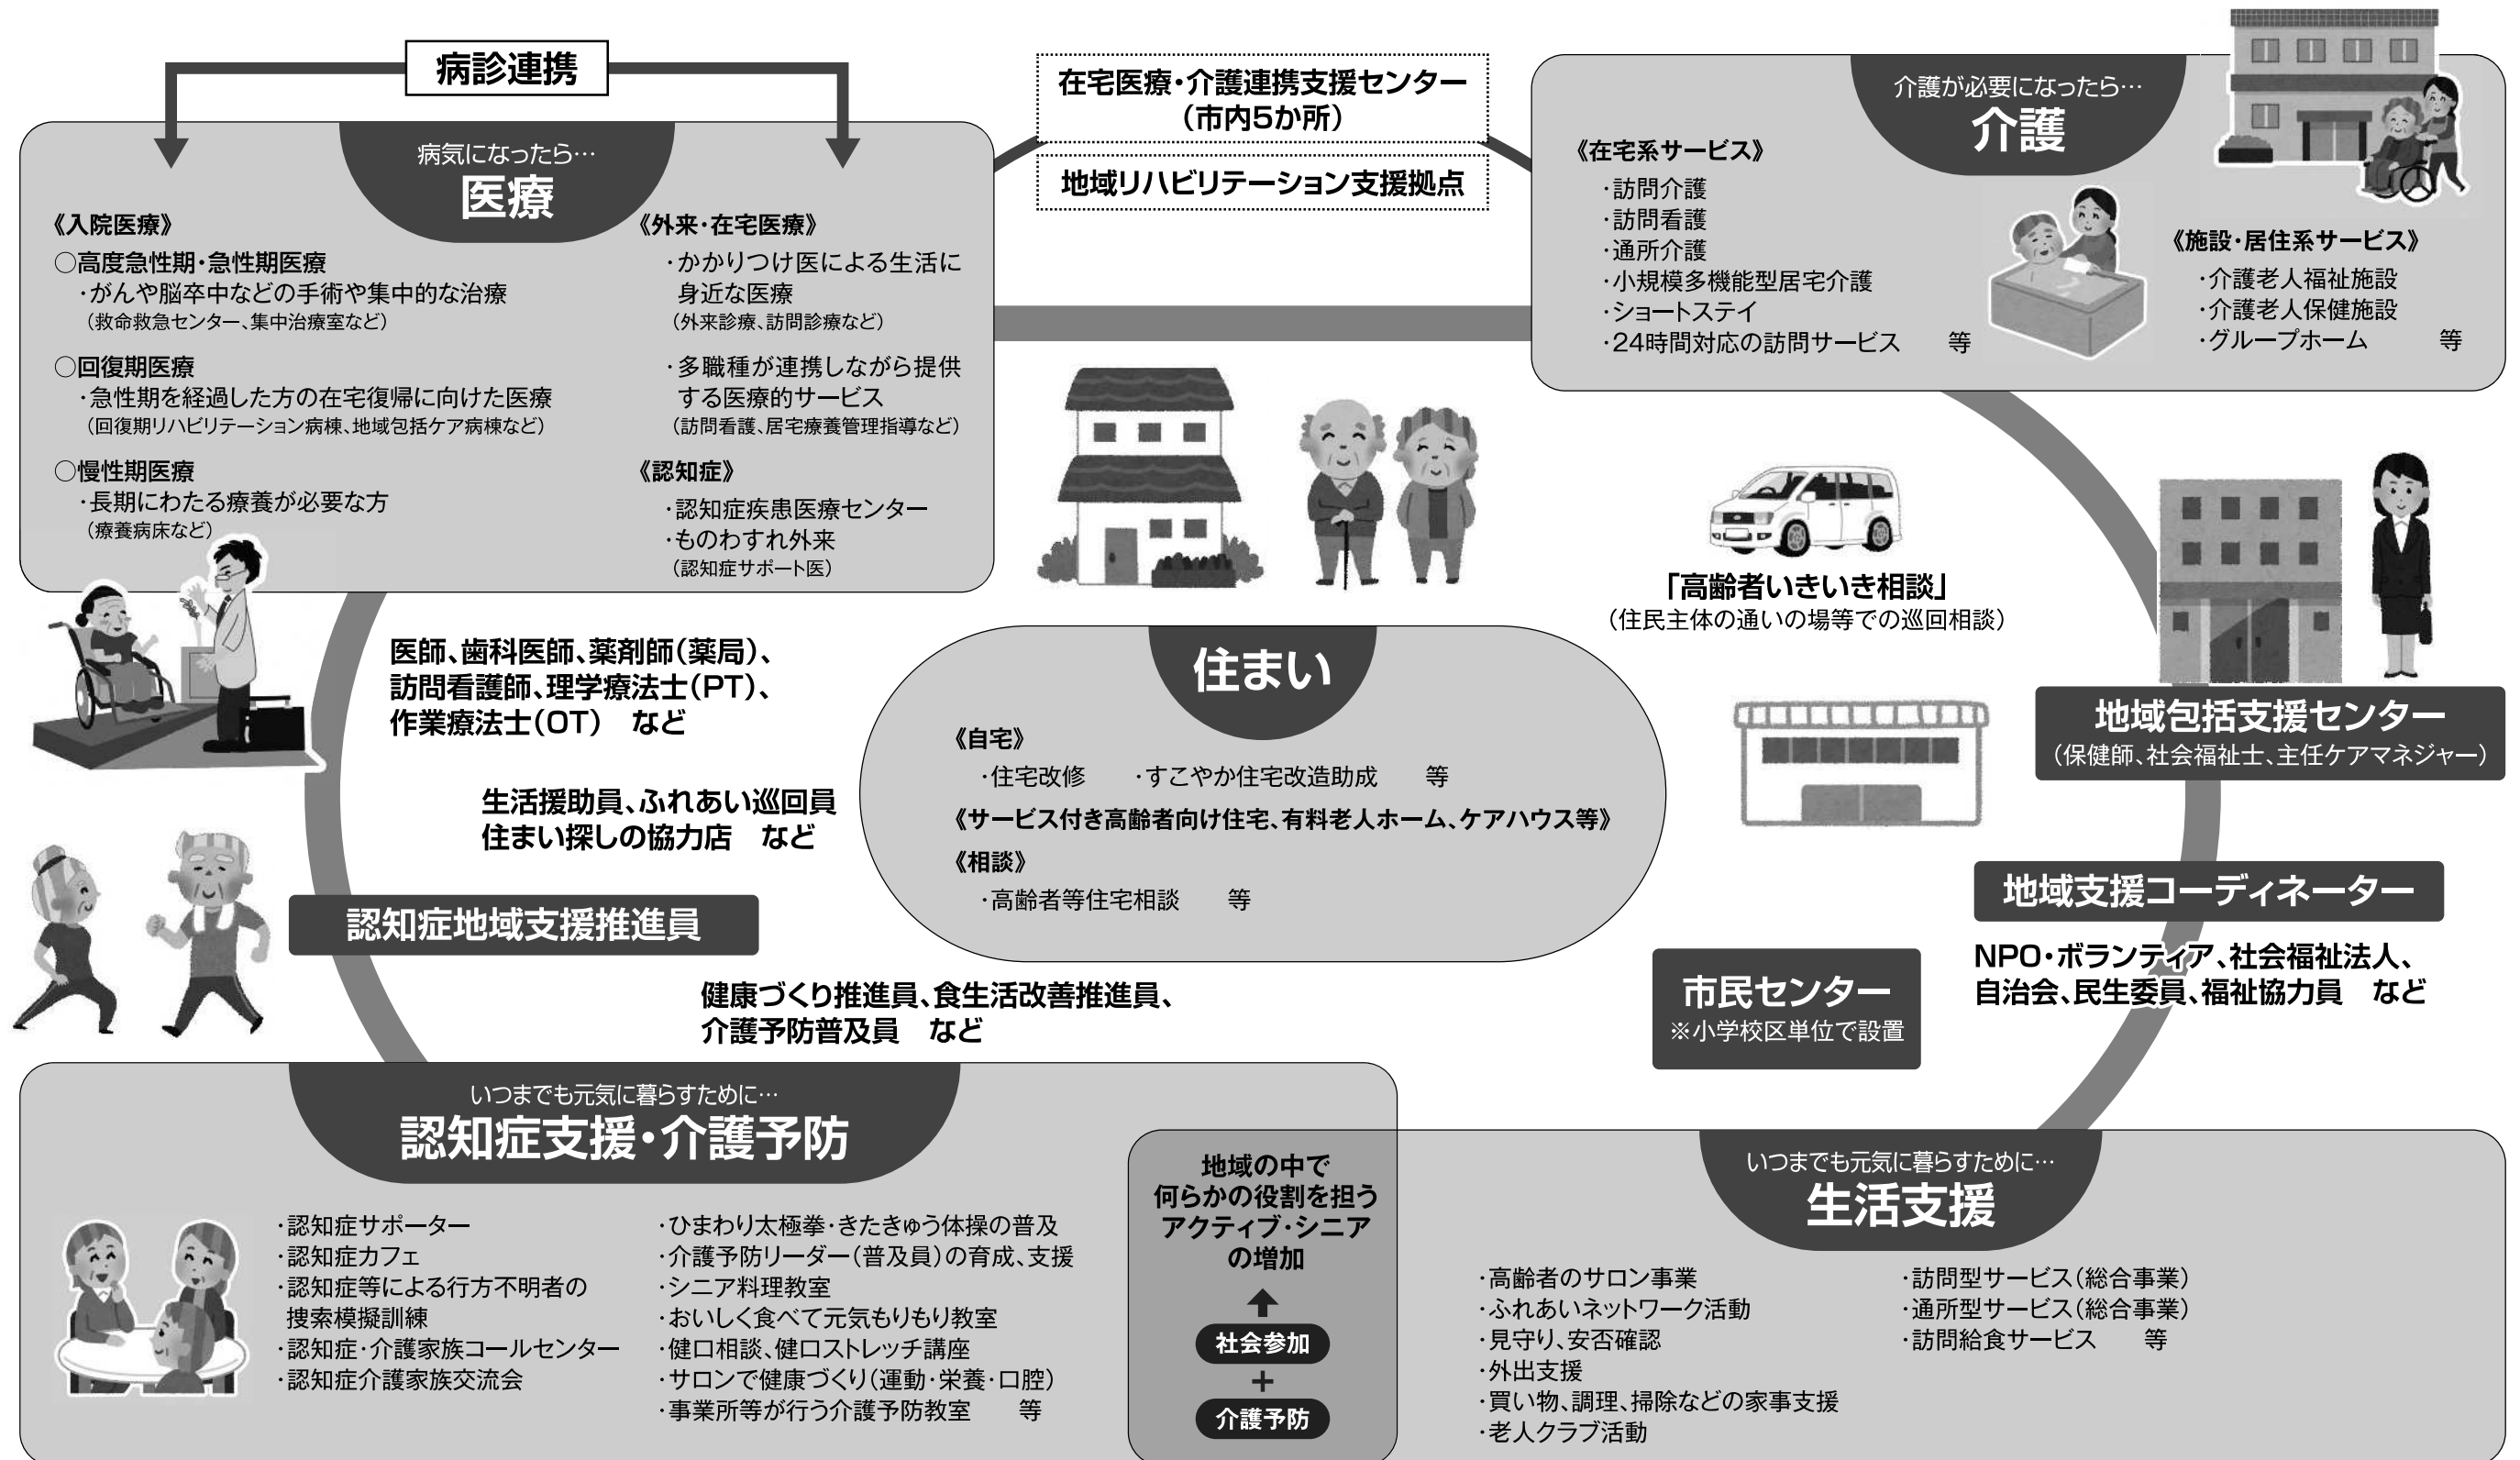 病診連携
病気になったら…
医療
《入院医療》
○高度急性期・急性期医療
・がんや脳卒中などの手術や集中的な治療
（救命救急センター、集中治療室など）
○回復期医療
・急性期を経過した方の在宅復帰に向けた医療
（回復期リハビリテーション病棟、地域包括ケア病棟など）
○慢性期医療
・長期にわたる療養が必要な方
（療養病床など）
《外来・在宅医療》
・かかりつけ医による生活に
身近な医療
（外来診療、訪問診療など）
・多職種が連携しながら提供
する医療的サービス
（訪問看護、居宅療養管理指導など）
《認知症》
・認知症疾患医療センター
・ものわすれ外来
（認知症サポート医）
在宅医療・介護連携支援センター
（市内5か所）
地域リハビリテーション支援拠点
介護が必要になったら…
介護
《在宅系サービス》
・訪問介護
・訪問看護
・通所介護
・小規模多機能型居宅介護
・ショートステイ
・24時間対応の訪問サービス　等
《施設・居住系サービス》
・介護老人福祉施設
・介護老人保健施設
・グループホーム　等
医師、歯科医師、薬剤師（薬局）、
訪問看護師、理学療法士（PT）、
作業療法士（OT）　など
生活援助員、ふれあい巡回員
住まい探しの協力店　など
認知症地域支援推進員
健康づくり推進員、食生活改善推進員、
介護予防普及員　など
住まい
《自宅》
・住宅改修　・すこやか住宅改造助成　等
《サービス付き高齢者向け住宅、有料老人ホーム、ケアハウス等》
《相談》
・高齢者等住宅相談　等
「高齢者いきいき相談」
（住民主体の通いの場等での巡回相談）
地域包括支援センター
（保健師、社会福祉士、主任ケアマネジャー）
地域支援コーディネーター
NPO・ボランティア、社会福祉法人、
自治会、民生委員、福祉協力員　など
市民センター
※小学校区単位で設置
いつまでも元気に暮らすために…
認知症支援・介護予防
・認知症サポーター
・認知症カフェ
・認知症等による行方不明者の
捜索模擬訓練
・認知症・介護家族コールセンター
・認知症介護家族交流会
・ひまわり太極拳・きたきゅう体操の普及
・介護予防リーダー（普及員）の育成、支援
・シニア料理教室
・おいしく食べて元気もりもり教室
・健口相談、健口ストレッチ講座
・サロンで健康づくり（運動・栄養・口腔）
・事業所等が行う介護予防教室　等
地域の中で
何らかの役割を担う
アクティブ・シニア
の増加
社会参加
＋
介護予防
いつまでも元気に暮らすために…
生活支援
・高齢者のサロン事業
・ふれあいネットワーク活動
・見守り、安否確認
・外出支援
・買い物、調理、掃除などの家事支援
・老人クラブ活動
・訪問型サービス（総合事業）
・通所型サービス（総合事業）
・訪問給食サービス　等